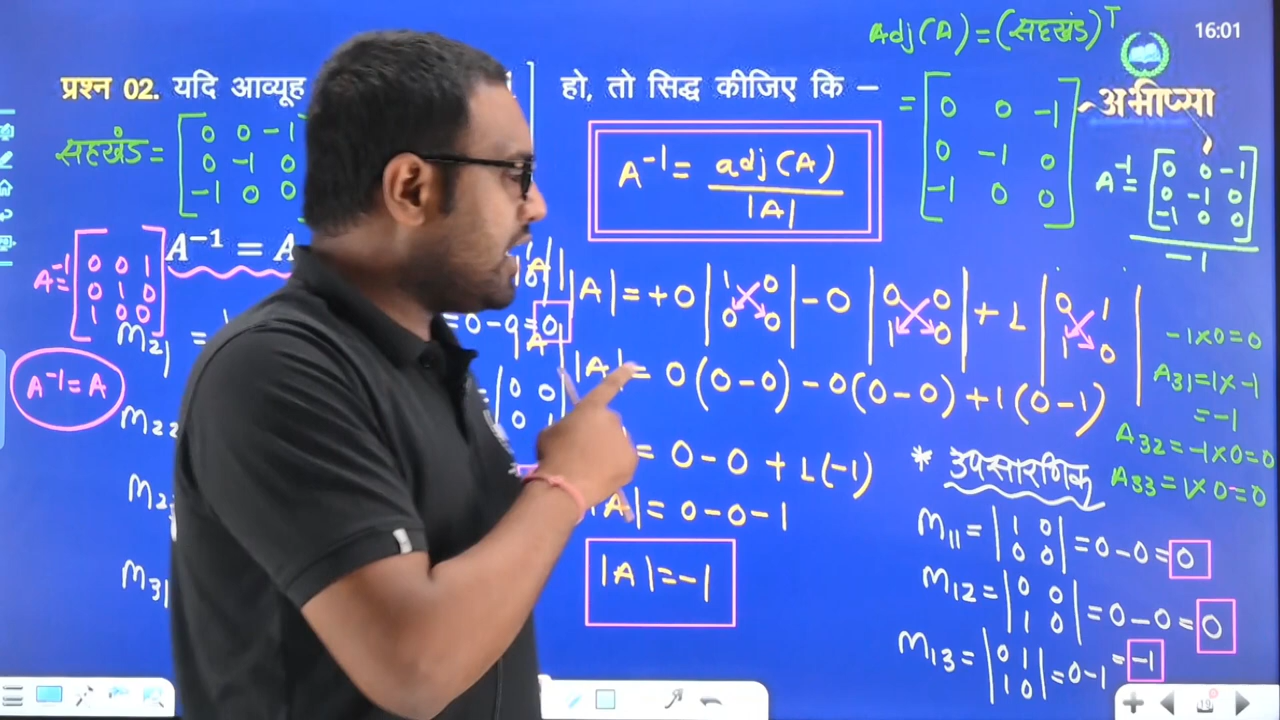 Adj(A) = (सहखंड)ᵀ
16:01
प्रश्न 02. यदि आव्यूह
हो, तो सिद्ध कीजिए कि –
= [0 0 -1
0 -1 0
-1 0 0]
अभीप्सा
सहखंड = [0 0 -1
0 -1 0
-1 0 0
A⁻¹ = adj(A) / |A|
A⁻¹ = [0 0 -1
0 -1 0
-1 0 0]
-1
A⁻¹ = A
A⁻¹ = [0 0 1
0 1 0
1 0 0]
A⁻¹ = A
M21 =
= 0 - 0 = 0
M22
M31
|A| = +0 |1 0 0 0| - 0 |0 0 1 0| + 1 |0 1 1 0|
|A| = 0(0-0) - 0(0-0) + 1(0-1)
= 0 - 0 + 1(-1)
|A| = 0 - 0 - 1
|A| = -1
-1×0=0
A31 = 1×-1
= -1
A32 = -1×0=0
A33 = 1×0=0
* उपसारणिक
M11 = |1 0 0 0| = 0-0 = 0
M12 = |0 0 1 0| = 0-0 = 0
M13 = |0 1 1 0| = 0-1 = -1
19